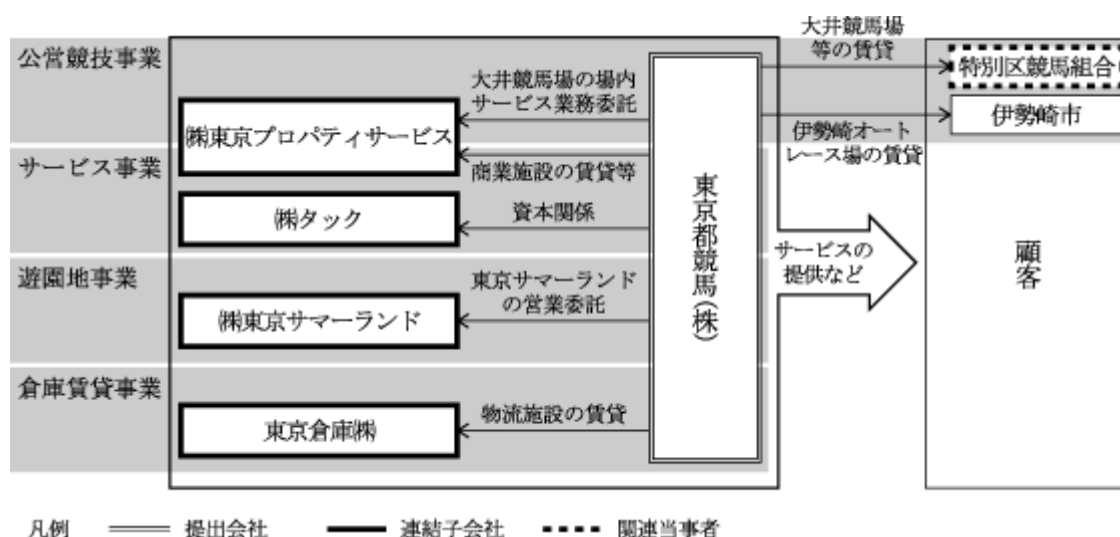 大井競馬場
等の賃貸
公営競技事業
特別区競馬組合
大井競馬場の場内
サービス業務委託
伊勢崎市
㈱東京プロパティサービス
伊勢崎オート
レース場の賃貸
サービス事業
商業施設の賃貸等
㈱タック
資本関係
東京都競馬(株)
サービスの
提供など
顧客
遊園地事業
東京サマーランド
の営業委託
㈱東京サマーランド
倉庫賃貸事業
物流施設の賃貸
東京倉庫㈱
凡例 提出会社 連結子会社 関連当事者